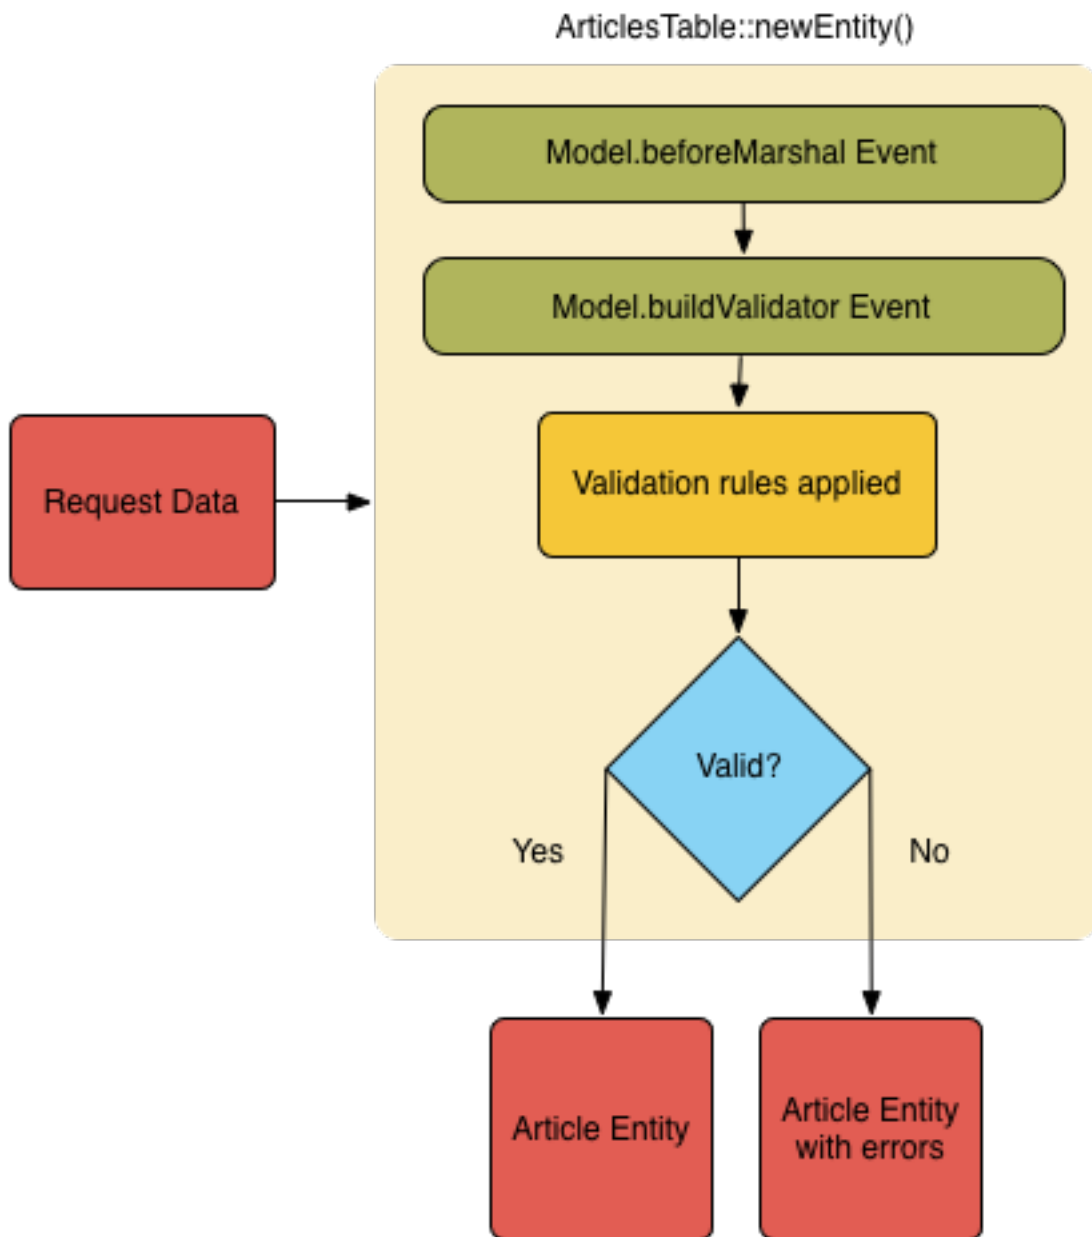 ArticlesTable::newEntity()
Model.beforeMarshal Event
Model.buildValidator Event
Request Data
Validation rules applied
Valid?
Yes
No
Article Entity
Article Entity
with errors